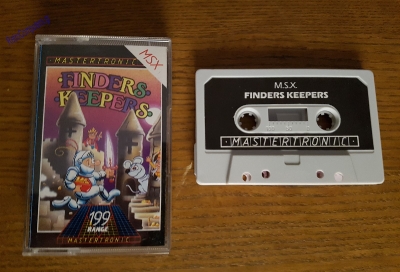 MASTERTRONIC
MSX
FINDERS
KEEPERS
199
RANGE
MASTERTRONIC
M.S.X.
FINDERS KEEPERS
MASTERTRONIC